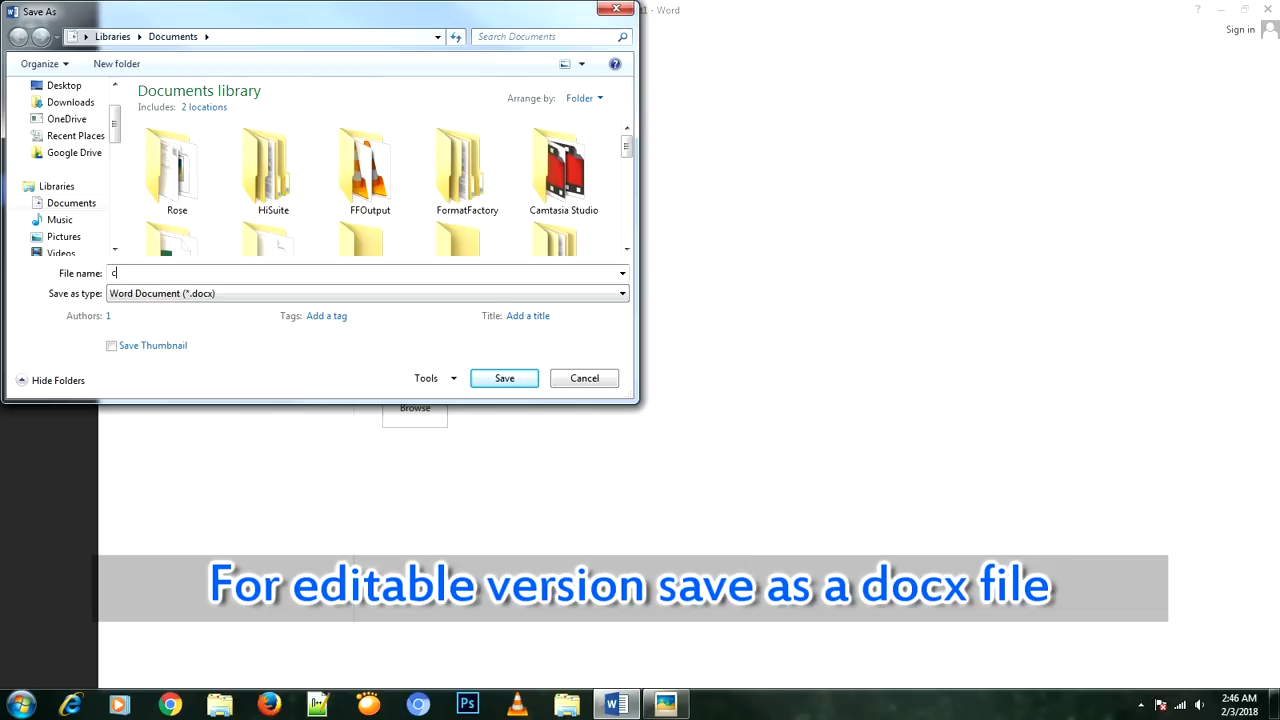 Save As
1 - Word
?
Sign in
Libraries
Documents
Search Documents
Organize
New folder
Desktop
Downloads
OneDrive
Recent Places
Google Drive
Libraries
Documents
Music
Pictures
Videos
Documents library
Includes: 2 locations
Arrange by: Folder
Rose
HiSuite
FFOutput
FormatFactory
Camtasia Studio
File name: c
Save as type: Word Document (*.docx)
Authors: 1
Tags: Add a tag
Title: Add a title
Save Thumbnail
Hide Folders
Tools
Save
Cancel
Browse
For editable version save as a docx file
Ps
2:46 AM
2/3/2018